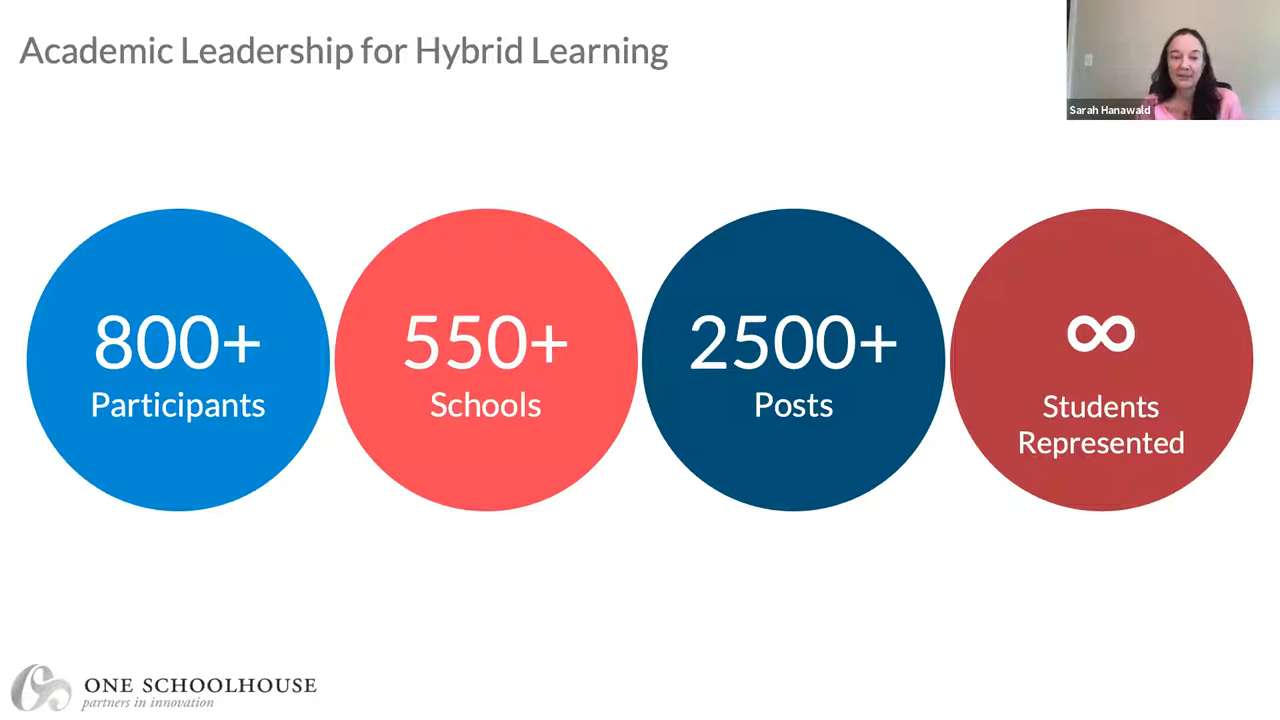 Academic Leadership for Hybrid Learning
Sarah Hanawald
800+
Participants
550+
Schools
2500+
Posts
∞
Students
Represented
ONE SCHOOLHOUSE
partners in innovation